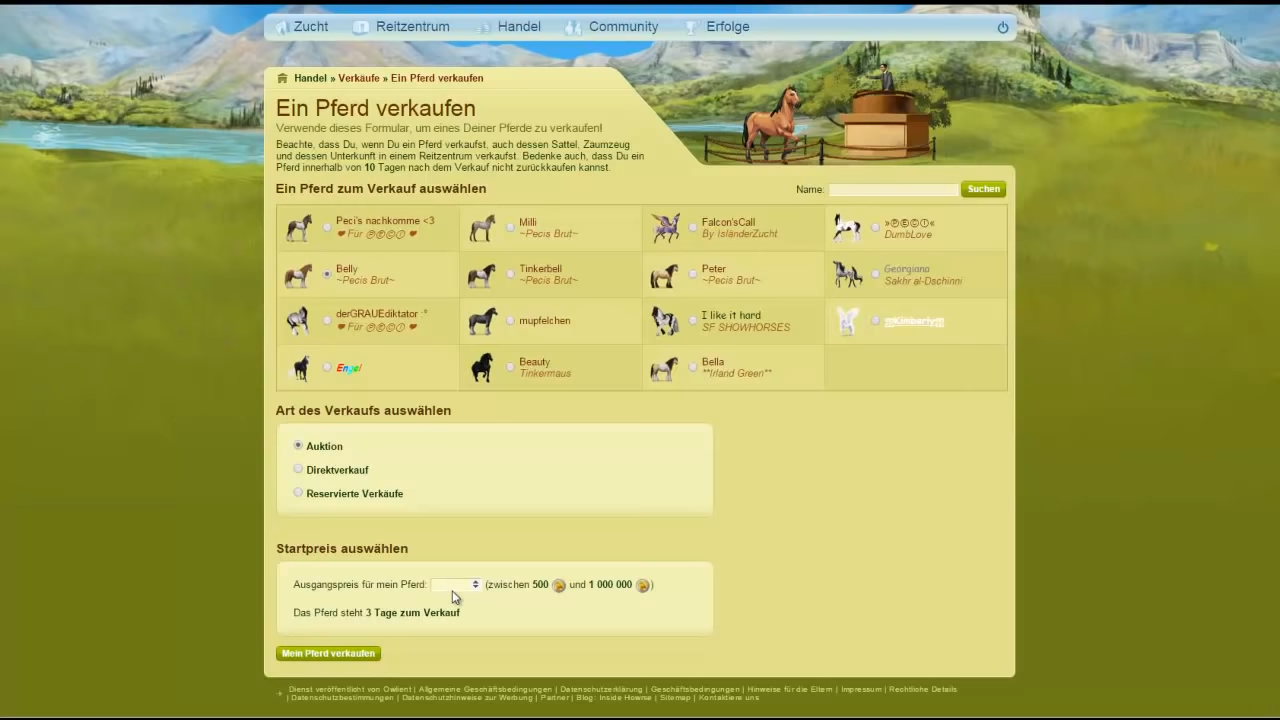 Zucht Reitzentrum Handel Community Erfolge
Handel » Verkäufe » Ein Pferd verkaufen
Ein Pferd verkaufen
Verwende dieses Formular, um eines Deiner Pferde zu verkaufen!
Beachte, dass Du, wenn Du ein Pferd verkaufst, auch dessen Sattel, Zaumzeug
und dessen Unterkunft in einem Reitzentrum verkaufst. Bedenke auch, dass Du ein
Pferd innerhalb von 10 Tagen nach dem Verkauf nicht zurückkaufen kannst.
Ein Pferd zum Verkauf auswählen
Name: Suchen
Peci's nachkomme <3
❤ Für ⓅⒺⒸⒾ ❤
Milli
~Pecis Brut~
Falcon'sCall
By IsländerZucht
»ⓅⒺⒸⒾ«
DumbLove
Belly
~Pecis Brut~
Tinkerbell
~Pecis Brut~
Peter
~Pecis Brut~
Georgiana
Sakhr al-Dschinni
derGRAUEdiktator :*
❤ Für ⓅⒺⒸⒾ ❤
mupfelchen
I like it hard
SF SHOWHORSES
Kimberly
Engel
Beauty
Tinkermaus
Bella
**Irland Green**
Art des Verkaufs auswählen
Auktion
Direktverkauf
Reservierte Verkäufe
Startpreis auswählen
Ausgangspreis für mein Pferd: (zwischen 500 und 1 000 000 )
Das Pferd steht 3 Tage zum Verkauf
Mein Pferd verkaufen
Dienst veröffentlicht von Owlient | Allgemeine Geschäftsbedingungen | Datenschutzerklärung | Geschäftsbedingungen | Hinweise für die Eltern | Impressum | Rechtliche Details
| Datenschutzbestimmungen | Datenschutzhinweise zur Werbung | Partner | Blog: Inside Howrse | Sitemap | Kontaktiere uns